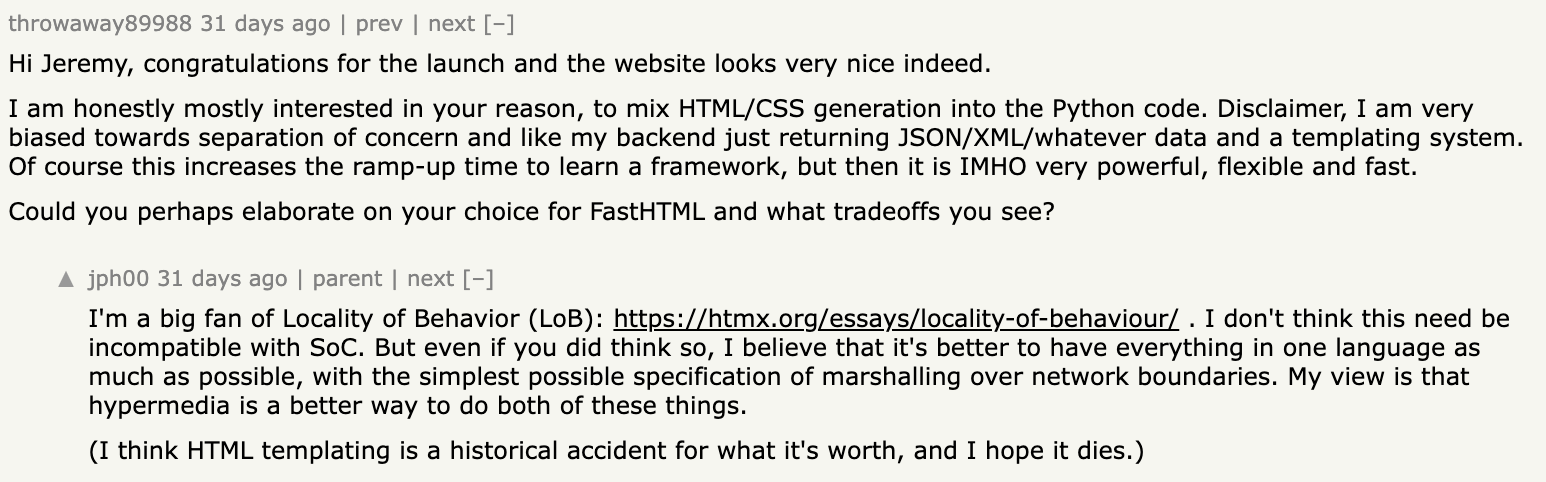 throwaway89988 31 days ago | prev | next [–]
Hi Jeremy, congratulations for the launch and the website looks very nice indeed.
I am honestly mostly interested in your reason, to mix HTML/CSS generation into the Python code. Disclaimer, I am very
biased towards separation of concern and like my backend just returning JSON/XML/whatever data and a templating system.
Of course this increases the ramp-up time to learn a framework, but then it is IMHO very powerful, flexible and fast.
Could you perhaps elaborate on your choice for FastHTML and what tradeoffs you see?
▲ jph00 31 days ago | parent | next [–]
I'm a big fan of Locality of Behavior (LoB): https://htmx.org/essays/locality-of-behaviour/ . I don't think this need be
incompatible with SoC. But even if you did think so, I believe that it's better to have everything in one language as
much as possible, with the simplest possible specification of marshalling over network boundaries. My view is that
hypermedia is a better way to do both of these things.
(I think HTML templating is a historical accident for what it's worth, and I hope it dies.)